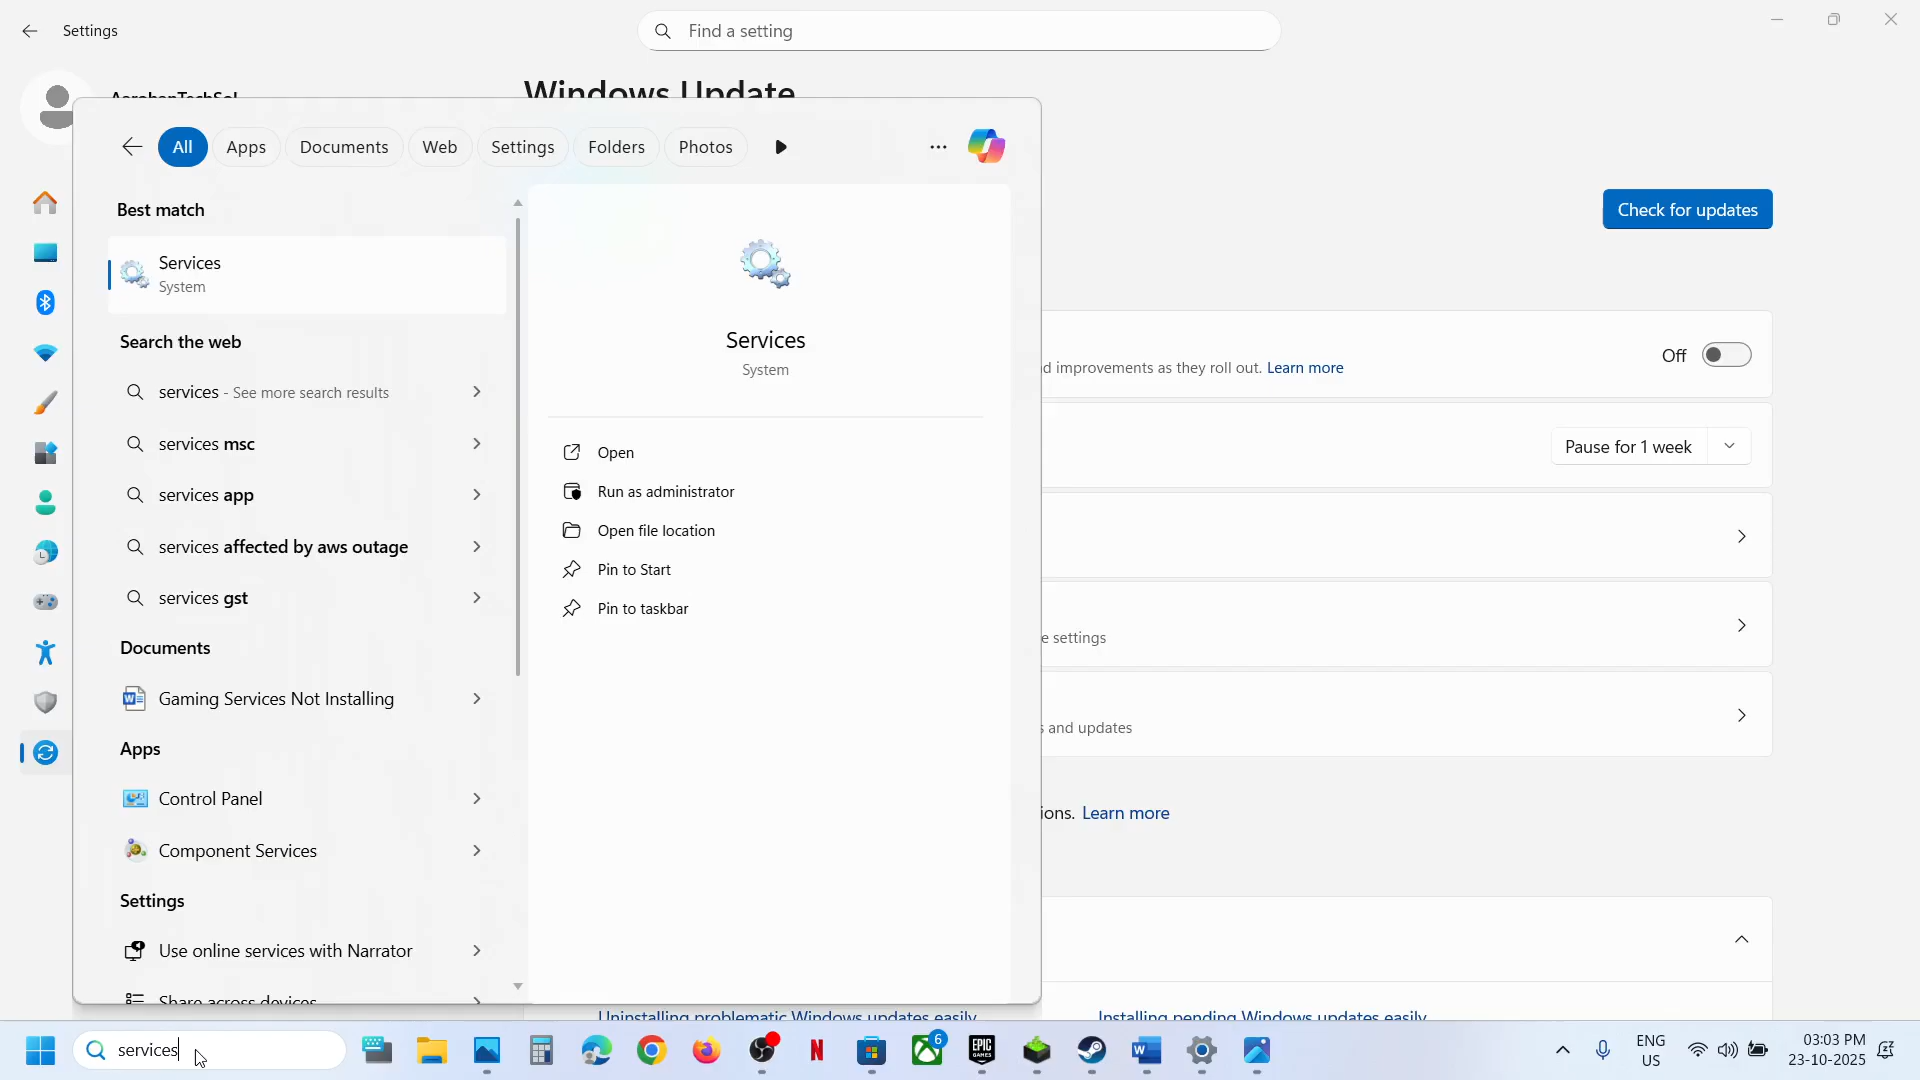 Settings
Find a setting
AcrobanTechSol
Windows Update
All
Apps
Documents
Web
Settings
Folders
Photos
Best match
Services
System
Search the web
services - See more search results
services msc
services app
services affected by aws outage
services gst
Documents
Gaming Services Not Installing
Apps
Control Panel
Component Services
Settings
Use online services with Narrator
Share across devices
Services
System
Open
Run as administrator
Open file location
Pin to Start
Pin to taskbar
Check for updates
d improvements as they roll out. Learn more
Off
Pause for 1 week
e settings
s and updates
ions. Learn more
Uninstalling problematic Windows updates easily
Installing pending Windows updates easily
services
6
EPIC
GAMES
ENG
US
03:03 PM
23-10-2025